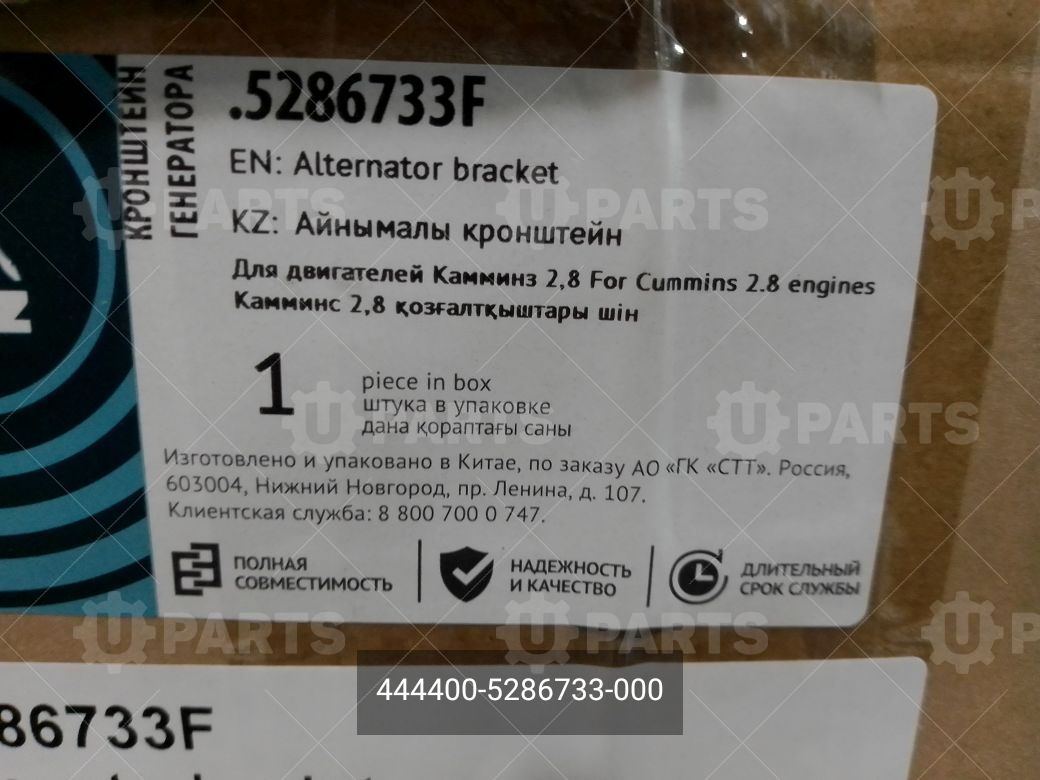 КРОНШТЕЙН
ГЕНЕРАТОРА
.5286733F
EN: Alternator bracket
KZ: Айнымалы кронштейн
Для двигателей Камминз 2,8 For Cummins 2.8 engines
Камминс 2,8 қозғалтқыштары шін
1
piece in box
штука в упаковке
дана қораптағы саны
Изготовлено и упаковано в Китае, по заказу АО «ГК «СТТ». Россия,
603004, Нижний Новгород, пр. Ленина, д. 107.
Клиентская служба: 8 800 700 0 747.
ПОЛНАЯ
СОВМЕСТИМОСТЬ
НАДЕЖНОСТЬ
И КАЧЕСТВО
ДЛИТЕЛЬНЫЙ
СРОК СЛУЖБЫ
UPARTS
444400-5286733-000
86733F